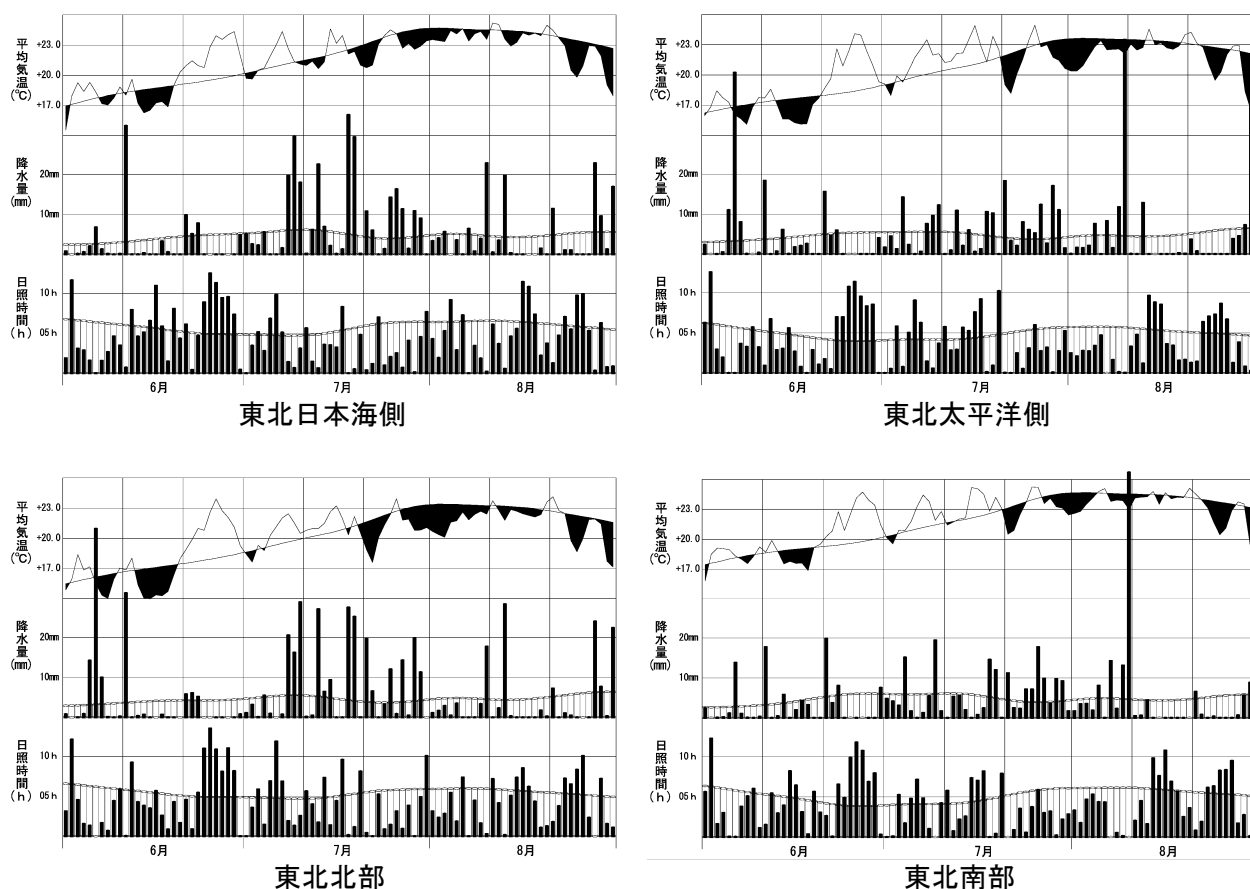 平均気温(℃)
+23.0
+20.0
+17.0
降水量(mm)
20mm
10mm
日照時間(h)
10h
05h
6月 7月 8月
東北日本海側
平均気温(℃)
+23.0
+20.0
+17.0
降水量(mm)
20mm
10mm
日照時間(h)
10h
05h
6月 7月 8月
東北太平洋側
平均気温(℃)
+23.0
+20.0
+17.0
降水量(mm)
20mm
10mm
日照時間(h)
10h
05h
6月 7月 8月
東北北部
平均気温(℃)
+23.0
+20.0
+17.0
降水量(mm)
20mm
10mm
日照時間(h)
10h
05h
6月 7月 8月
東北南部